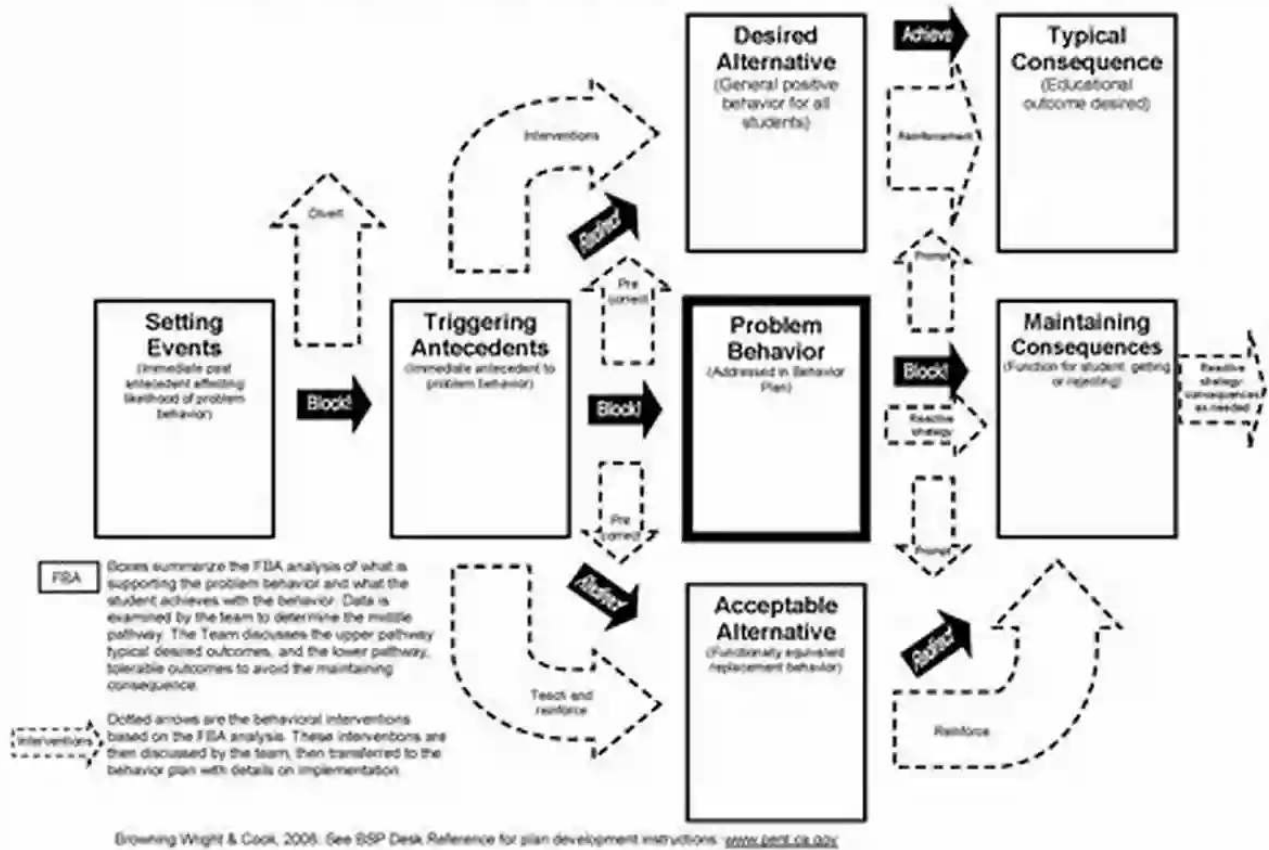 Desired
Alternative
(General positive
behavior for all
students)
Achieve
Typical
Consequence
(Educational
outcome desired)
Interventions
Reinforcement
Divert
Redirect
Pre
correct
Prompt
Setting
Events
(Immediate past
antecedent affecting
likelihood of problem
behavior)
Block!
Triggering
Antecedents
(Immediate antecedent to
problem behavior)
Block!
Problem
Behavior
(Addressed in Behavior
Plan)
Block!
Reactive
strategy
Maintaining
Consequences
(Function for student: getting
or rejecting)
Reactive
strategy:
consequences
as needed
Pre
correct
Prompt
Redirect
Teach and
reinforce
Acceptable
Alternative
(Functionally equivalent
replacement behavior)
Redirect
Reinforce
FBA
Boxes summarize the FBA analysis of what is
supporting the problem behavior and what the
student achieves with the behavior. Data is
examined by the team to determine the middle
pathway. The Team discusses the upper pathway
typical desired outcomes, and the lower pathway,
tolerable outcomes to avoid the maintaining
consequence.
Interventions
Dotted arrows are the behavioral interventions
based on the FBA analysis. These interventions are
then discussed by the team, then transferred to the
behavior plan with details on implementation.
Browning Wright & Cook, 2008. See BSP Desk Reference for plan development instructions: www.pent.ca.gov